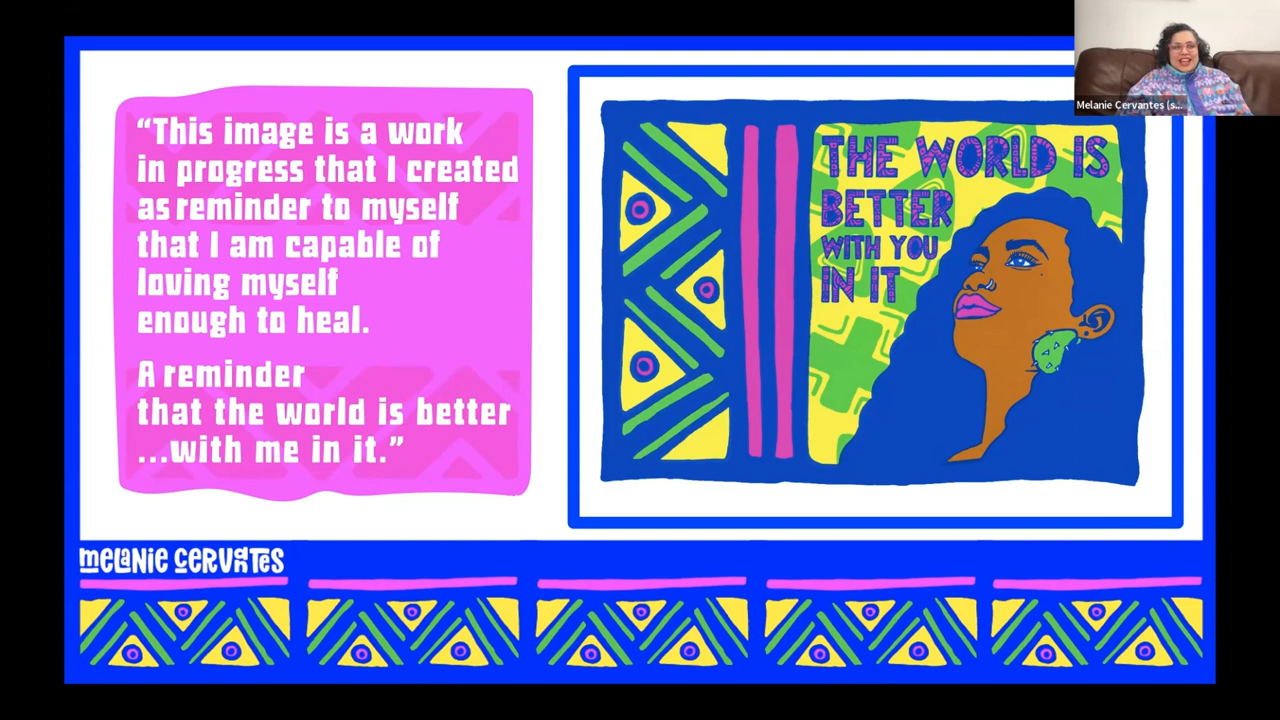 “This image is a work
in progress that I created
as reminder to myself
that I am capable of
loving myself
enough to heal.
A reminder
that the world is better
...with me in it.”
THE WORLD IS
BETTER
WITH YOU
IN IT
Melanie Cervantes (s...
MELANIE CERVANTES